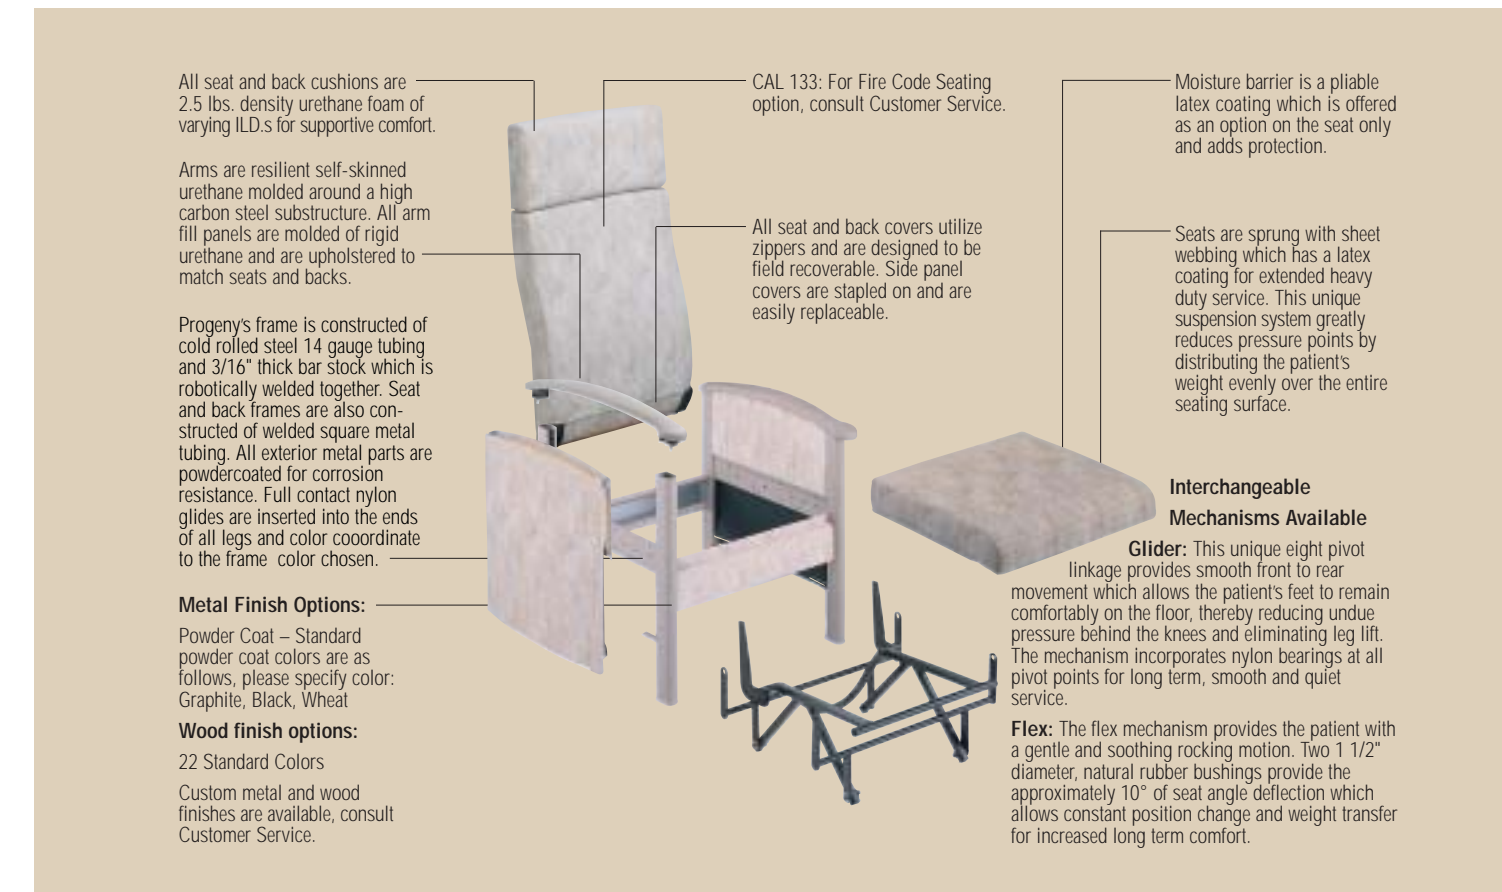 All seat and back cushions are
2.5 lbs. density urethane foam of
varying ILD.s for supportive comfort.
Arms are resilient self-skinned
urethane molded around a high
carbon steel substructure. All arm
fill panels are molded of rigid
urethane and are upholstered to
match seats and backs.
Progeny's frame is constructed of
cold rolled steel 14 gauge tubing
and 3/16" thick bar stock which is
robotically welded together. Seat
and back frames are also con-
structed of welded square metal
tubing. All exterior metal parts are
powdercoated for corrosion
resistance. Full contact nylon
glides are inserted into the ends
of all legs and color cooordinate
to the frame color chosen.
Metal Finish Options:
Powder Coat – Standard
powder coat colors are as
follows, please specify color:
Graphite, Black, Wheat
Wood finish options:
22 Standard Colors
Custom metal and wood
finishes are available, consult
Customer Service.
CAL 133: For Fire Code Seating
option, consult Customer Service.
All seat and back covers utilize
zippers and are designed to be
field recoverable. Side panel
covers are stapled on and are
easily replaceable.
Moisture barrier is a pliable
latex coating which is offered
as an option on the seat only
and adds protection.
Seats are sprung with sheet
webbing which has a latex
coating for extended heavy
duty service. This unique
suspension system greatly
reduces pressure points by
distributing the patient's
weight evenly over the entire
seating surface.
Interchangeable
Mechanisms Available
Glider: This unique eight pivot
linkage provides smooth front to rear
movement which allows the patient's feet to remain
comfortably on the floor, thereby reducing undue
pressure behind the knees and eliminating leg lift.
The mechanism incorporates nylon bearings at all
pivot points for long term, smooth and quiet
service.
Flex: The flex mechanism provides the patient with
a gentle and soothing rocking motion. Two 1 1/2"
diameter, natural rubber bushings provide the
approximately 10° of seat angle deflection which
allows constant position change and weight transfer
for increased long term comfort.